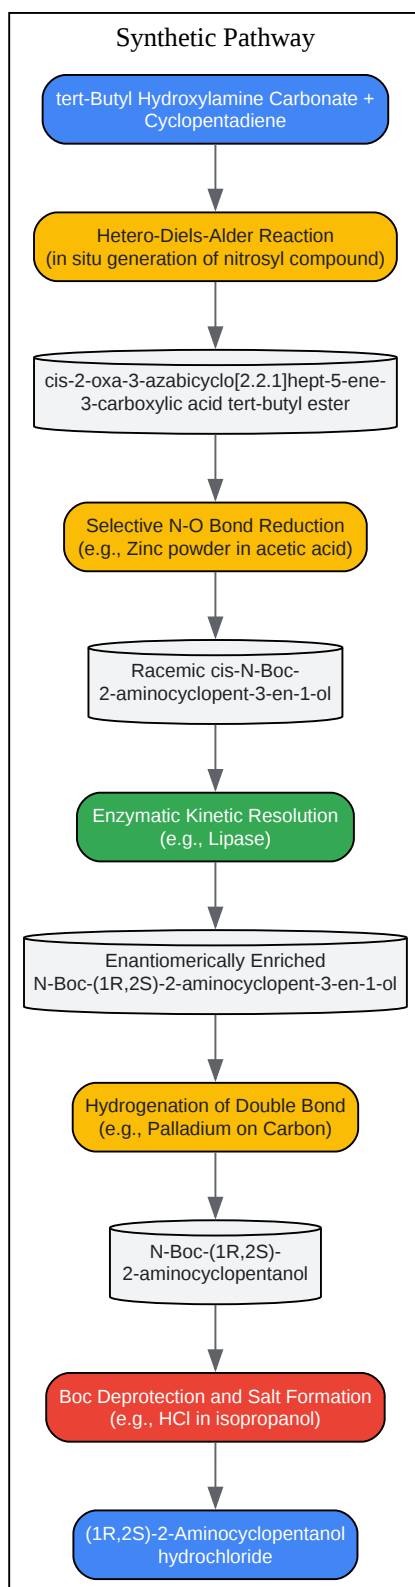 Synthetic Pathway
tert-Butyl Hydroxylamine Carbonate +
Cyclopentadiene
Hetero-Diels-Alder Reaction
(in situ generation of nitrosyl compound)
cis-2-oxa-3-azabicyclo[2.2.1]hept-5-ene-
3-carboxylic acid tert-butyl ester
Selective N-O Bond Reduction
(e.g., Zinc powder in acetic acid)
Racemic cis-N-Boc-
2-aminocyclopent-3-en-1-ol
Enzymatic Kinetic Resolution
(e.g., Lipase)
Enantiomerically Enriched
N-Boc-(1R,2S)-2-aminocyclopent-3-en-1-ol
Hydrogenation of Double Bond
(e.g., Palladium on Carbon)
N-Boc-(1R,2S)-
2-aminocyclopentanol
Boc Deprotection and Salt Formation
(e.g., HCl in isopropanol)
(1R,2S)-2-Aminocyclopentanol
hydrochloride